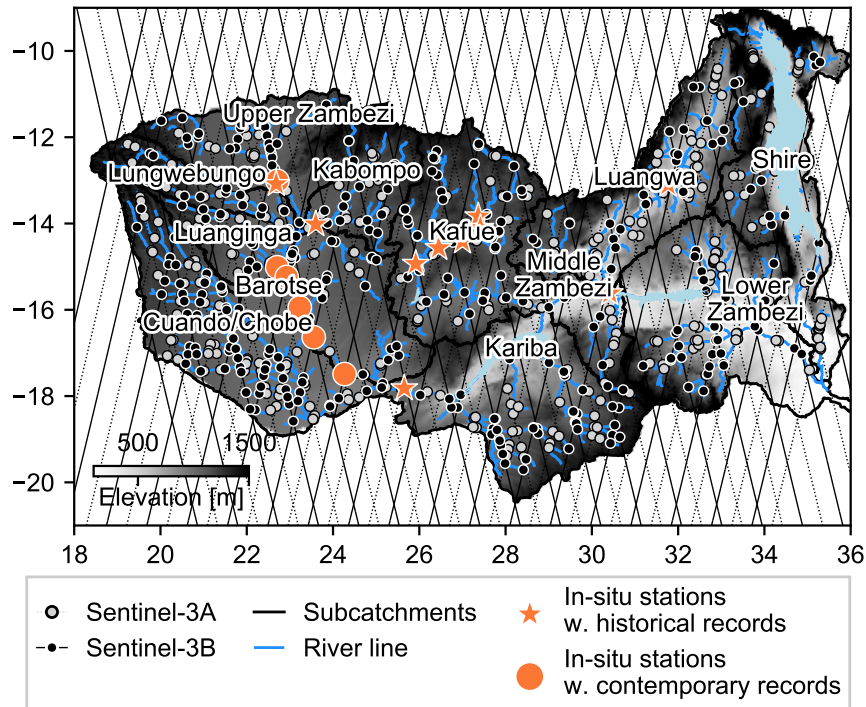 −10
−12
−14
−16
−18
−20
Upper Zambezi
Lungwebungo
Kabompo
Luangwa
Shire
Luanginga
Kafue
Middle
Zambezi
Barotse
Lower
Zambezi
Cuando/Chobe
Kariba
500 1500
Elevation [m]
18 20 22 24 26 28 30 32 34 36
Sentinel-3A
Sentinel-3B
Subcatchments
River line
In-situ stations
w. historical records
In-situ stations
w. contemporary records